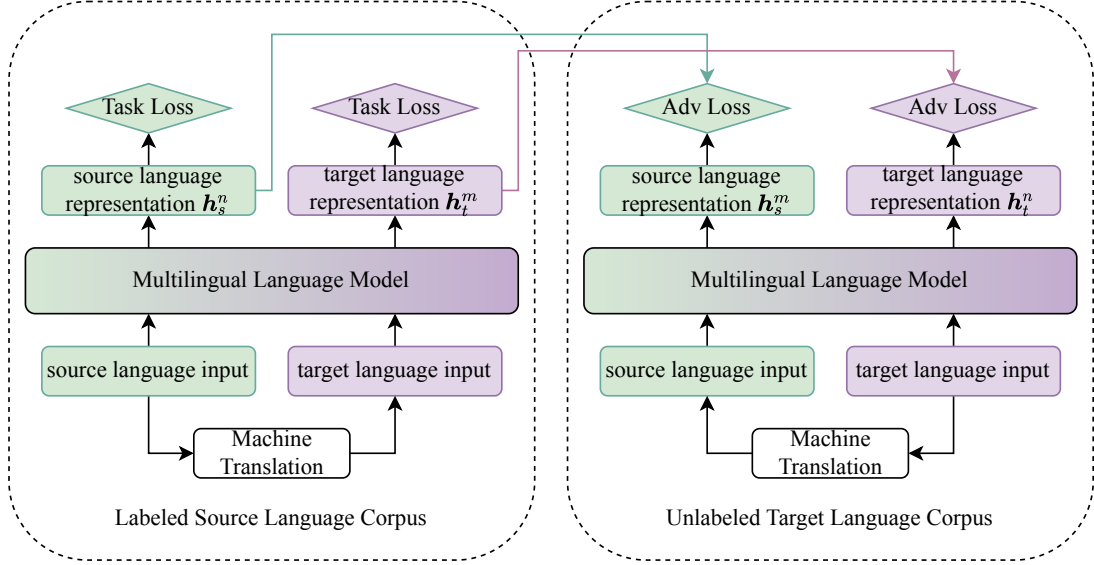 Task Loss
Task Loss
Adv Loss
Adv Loss
source language
representation h_s^n
target language
representation h_t^m
source language
representation h_s^m
target language
representation h_t^n
Multilingual Language Model
Multilingual Language Model
source language input
target language input
source language input
target language input
Machine
Translation
Machine
Translation
Labeled Source Language Corpus
Unlabeled Target Language Corpus